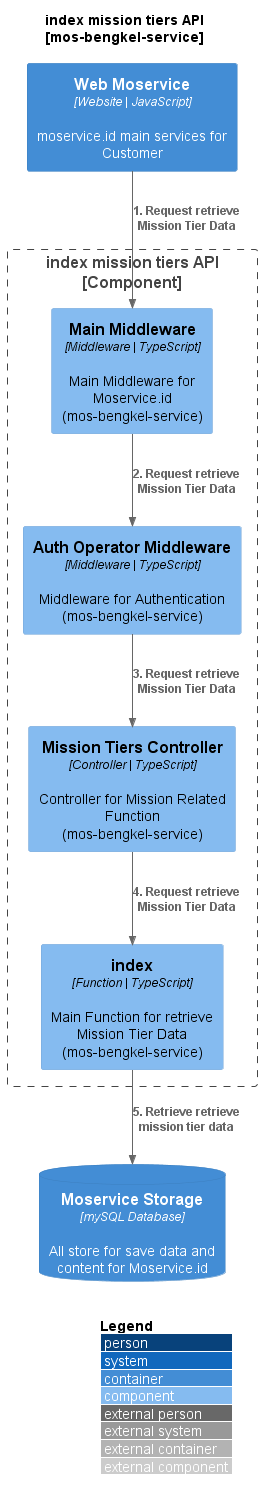 index mission tiers API
[mos-bengkel-service]
Web Moservice
[Website | JavaScript]
moservice.id main services for
Customer
1. Request retrieve
Mission Tier Data
index mission tiers API
[Component]
Main Middleware
[Middleware | TypeScript]
Main Middleware for
Moservice.id
(mos-bengkel-service)
2. Request retrieve
Mission Tier Data
Auth Operator Middleware
[Middleware | TypeScript]
Middleware for Authentication
(mos-bengkel-service)
3. Request retrieve
Mission Tier Data
Mission Tiers Controller
[Controller | TypeScript]
Controller for Mission Related
Function
(mos-bengkel-service)
4. Request retrieve
Mission Tier Data
index
[Function | TypeScript]
Main Function for retrieve
Mission Tier Data
(mos-bengkel-service)
5. Retrieve retrieve
mission tier data
Moservice Storage
[mySQL Database]
All store for save data and
content for Moservice.id
Legend
person
system
container
component
external person
external system
external container
external component